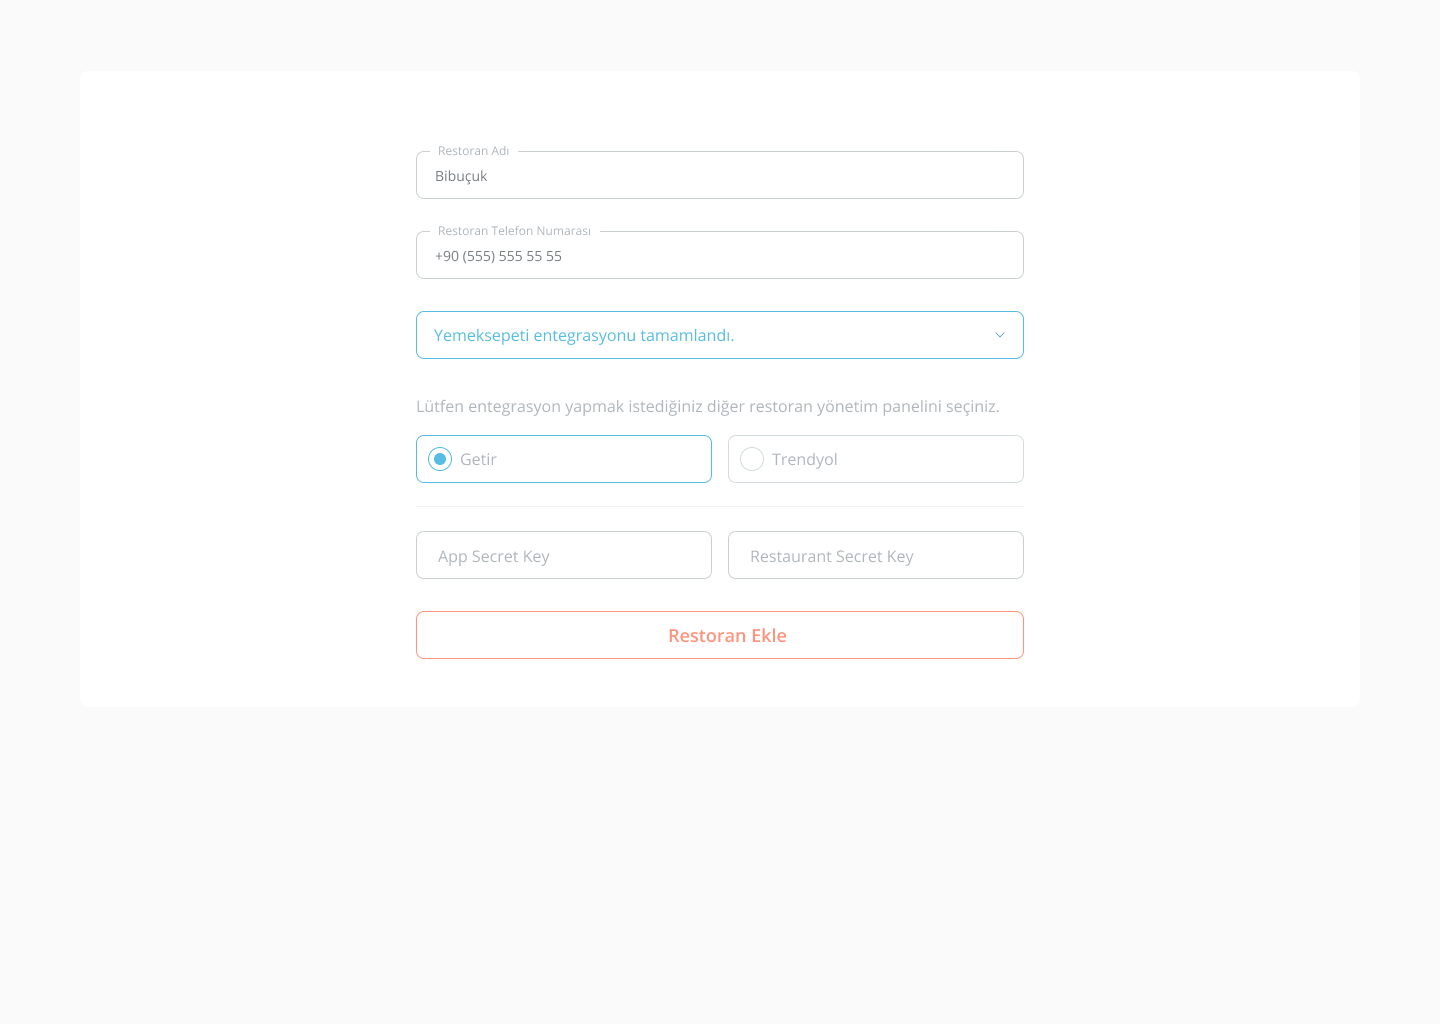 Restoran Adı
Bibuçuk
Restoran Telefon Numarası
+90 (555) 555 55 55
Yemeksepeti entegrasyonu tamamlandı.
Lütfen entegrasyon yapmak istediğiniz diğer restoran yönetim panelini seçiniz.
Getir
Trendyol
App Secret Key
Restaurant Secret Key
Restoran Ekle